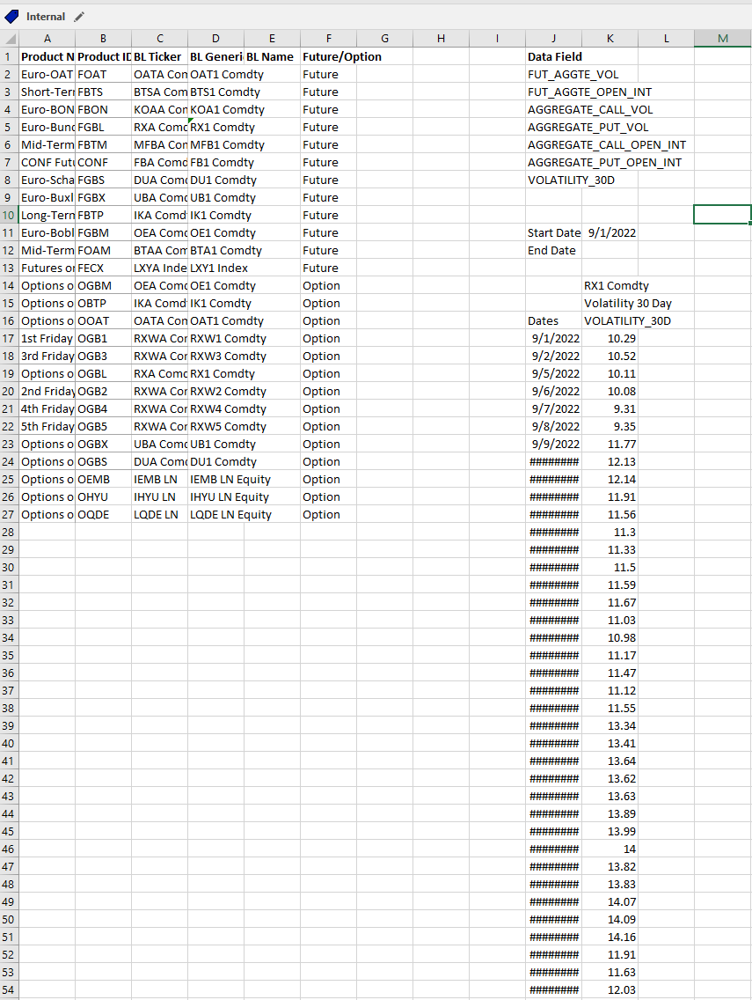 Internal
A B C D E F G H I J K L M
1 Product N Product ID BL Ticker BL Generi BL Name Future/Option Data Field
2 Euro-OAT FOAT OATA Con OAT1 Comdty Future FUT_AGGTE_VOL
3 Short-Ter FBTS BTSA Com BTS1 Comdty Future FUT_AGGTE_OPEN_INT
4 Euro-BON FBON KOAA Con KOA1 Comdty Future AGGREGATE_CALL_VOL
5 Euro-Bund FGBL RXA Comd RX1 Comdty Future AGGREGATE_PUT_VOL
6 Mid-Term FBTM MFBA Con MFB1 Comdty Future AGGREGATE_CALL_OPEN_INT
7 CONF Futu CONF FBA Comd FB1 Comdty Future AGGREGATE_PUT_OPEN_INT
8 Euro-Scha FGBS DUA Comd DU1 Comdty Future VOLATILITY_30D
9 Euro-Buxl FGBX UBA Comd UB1 Comdty Future
10 Long-Term FBTP IKA Comd IK1 Comdty Future
11 Euro-Bobl FGBM OEA Comd OE1 Comdty Future Start Date 9/1/2022
12 Mid-Term FOAM BTAA Com BTA1 Comdty Future End Date
13 Futures or FECX LXYA Inde LXY1 Index Future
14 Options o OGBM OEA Comd OE1 Comdty Option RX1 Comdty
15 Options o OBTP IKA Comd IK1 Comdty Option Volatility 30 Day
16 Options o OOAT OATA Con OAT1 Comdty Option Dates VOLATILITY_30D
17 1st Friday OGB1 RXWA Cor RXW1 Comdty Option 9/1/2022 10.29
18 3rd Friday OGB3 RXWA Cor RXW3 Comdty Option 9/2/2022 10.52
19 Options o OGBL RXA Comd RX1 Comdty Option 9/5/2022 10.11
20 2nd Friday OGB2 RXWA Cor RXW2 Comdty Option 9/6/2022 10.08
21 4th Friday OGB4 RXWA Cor RXW4 Comdty Option 9/7/2022 9.31
22 5th Friday OGB5 RXWA Cor RXW5 Comdty Option 9/8/2022 9.35
23 Options o OGBX UBA Comd UB1 Comdty Option 9/9/2022 11.77
24 Options o OGBS DUA Comd DU1 Comdty Option ######## 12.13
25 Options o OEMB IEMB LN IEMB LN Equity Option ######## 12.14
26 Options o OHYU IHYU LN IHYU LN Equity Option ######## 11.91
27 Options o OQDE LQDE LN LQDE LN Equity Option ######## 11.56
28 ######## 11.3
29 ######## 11.33
30 ######## 11.5
31 ######## 11.59
32 ######## 11.67
33 ######## 11.03
34 ######## 10.98
35 ######## 11.17
36 ######## 11.47
37 ######## 11.12
38 ######## 11.55
39 ######## 13.34
40 ######## 13.41
41 ######## 13.64
42 ######## 13.62
43 ######## 13.63
44 ######## 13.89
45 ######## 13.99
46 ######## 14
47 ######## 13.82
48 ######## 13.83
49 ######## 14.07
50 ######## 14.09
51 ######## 14.16
52 ######## 11.91
53 ######## 11.63
54 ######## 12.03